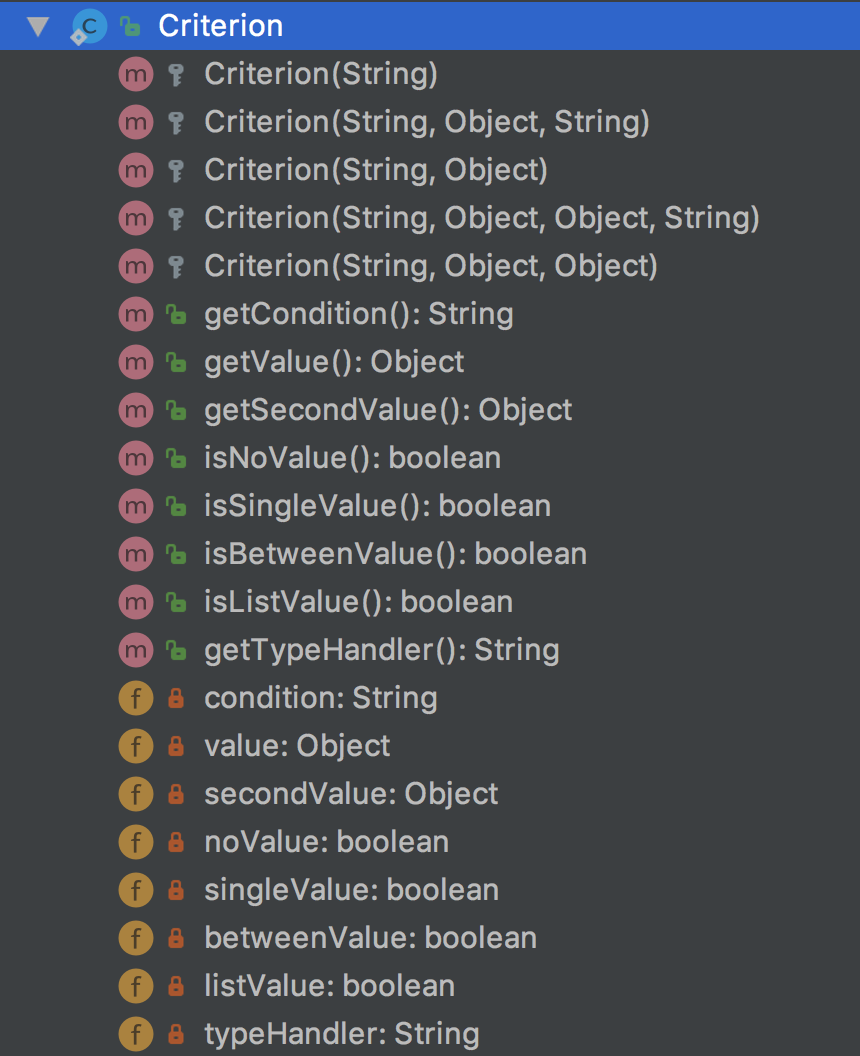 C Criterion
m Criterion(String)
m Criterion(String, Object, String)
m Criterion(String, Object)
m Criterion(String, Object, Object, String)
m Criterion(String, Object, Object)
m getCondition(): String
m getValue(): Object
m getSecondValue(): Object
m isNoValue(): boolean
m isSingleValue(): boolean
m isBetweenValue(): boolean
m isListValue(): boolean
m getTypeHandler(): String
f condition: String
f value: Object
f secondValue: Object
f noValue: boolean
f singleValue: boolean
f betweenValue: boolean
f listValue: boolean
f typeHandler: String